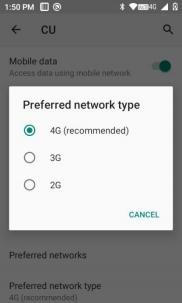 1:50 PM
4G
CU
Mobile data
Access data using mobile network
Preferred network type
4G (recommended)
3G
2G
CANCEL
Preferred networks
Preferred network type
4G (recommended)